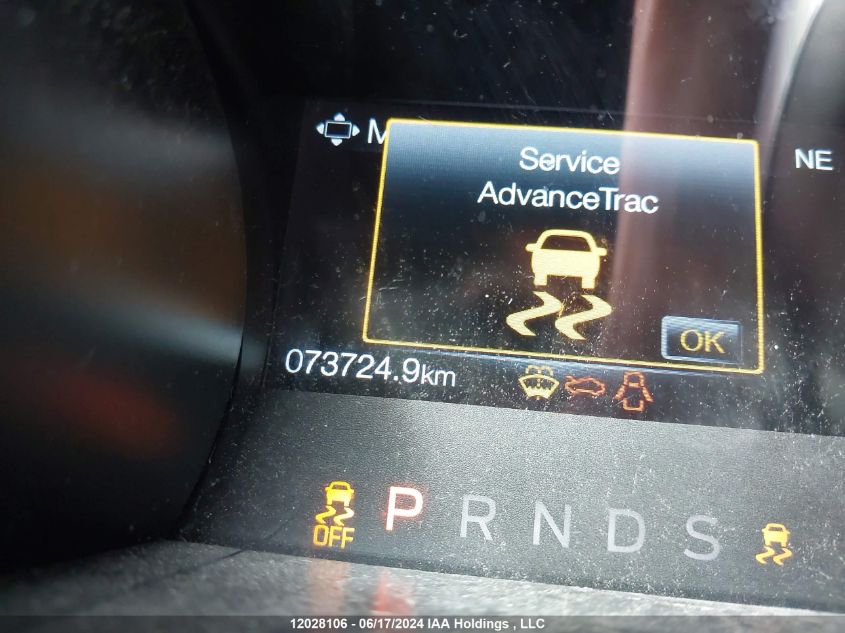 M
NE
Service
AdvanceTrac
OK
073724.9km
OFF P R N D S
12028106 - 06/17/2024 IAA Holdings , LLC